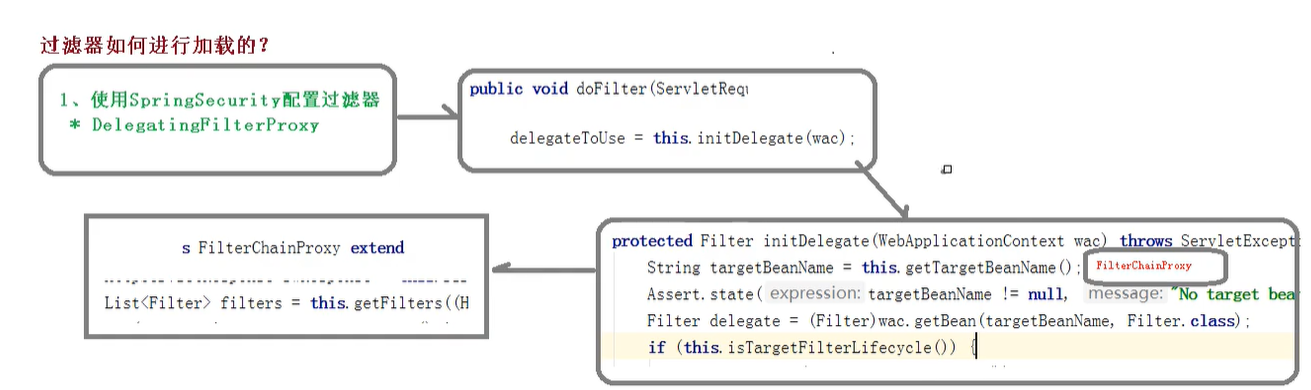 过滤器如何进行加载的？
1、使用SpringSecurity配置过滤器
* DelegatingFilterProxy
public void doFilter(ServletRequ
delegateToUse = this.initDelegate(wac);
protected Filter initDelegate(WebApplicationContext wac) throws ServletExcept
String targetBeanName = this.getTargetBeanName(); FilterChainProxy
Assert.state( expression: targetBeanName != null, message: "No target bea
Filter delegate = (Filter)wac.getBean(targetBeanName, Filter.class);
if (this.isTargetFilterLifecycle()) {
s FilterChainProxy extend
List<Filter> filters = this.getFilters((H